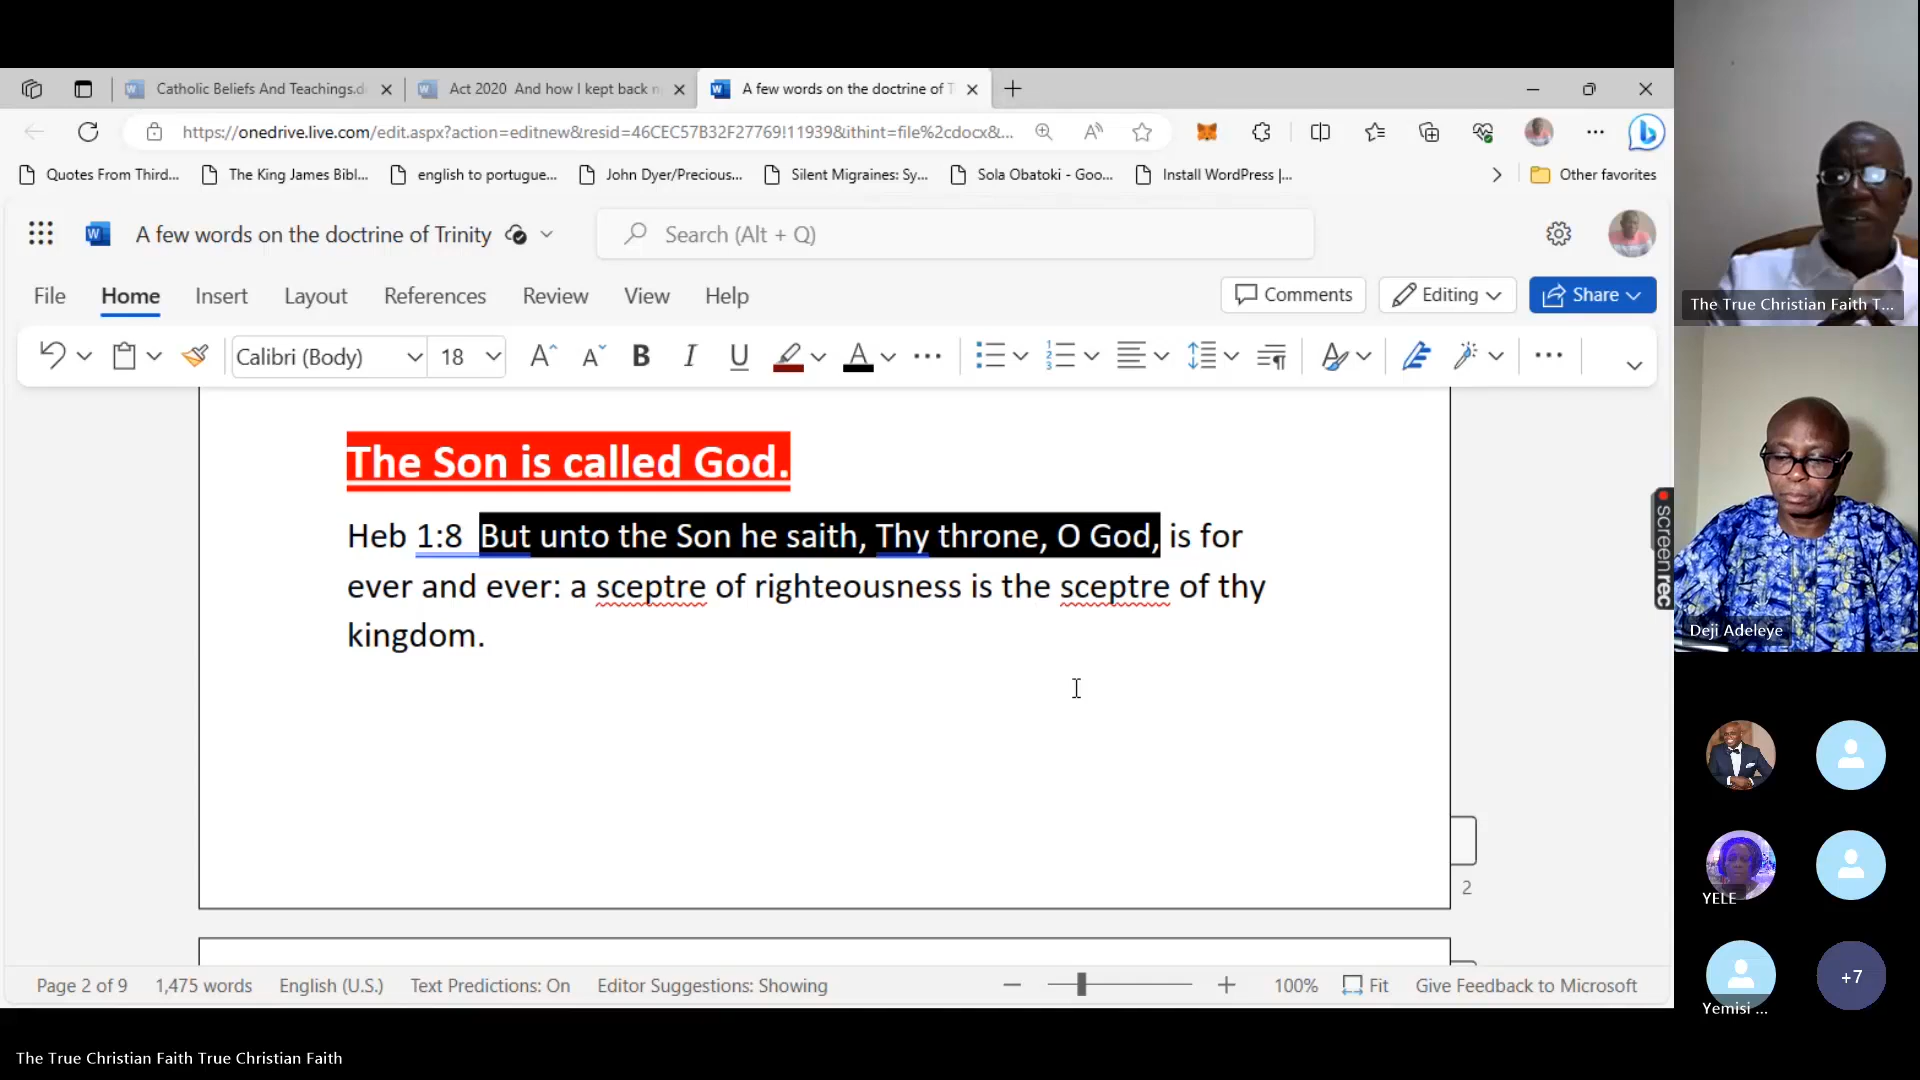 Catholic Beliefs And Teachings.d
Act 2020 And how I kept back n
A few words on the doctrine of T
https://onedrive.live.com/edit.aspx?action=editnew&resid=46CEC57B32F27769!11939&ithint=file%2cdocx&...
Quotes From Third...
The King James Bibl...
english to portugue...
John Dyer/Precious...
Silent Migraines: Sy...
Sola Obatoki - Goo...
Install WordPress |...
Other favorites
A few words on the doctrine of Trinity
Search (Alt + Q)
File Home Insert Layout References Review View Help
Comments Editing Share
Calibri (Body) 18
The Son is called God.
Heb 1:8 But unto the Son he saith, Thy throne, O God, is for
ever and ever: a sceptre of righteousness is the sceptre of thy
kingdom.
2
Page 2 of 9 1,475 words English (U.S.) Text Predictions: On Editor Suggestions: Showing 100% Fit Give Feedback to Microsoft
screenrec
The True Christian Faith T...
Deji Adeleye
YELE
Yemisi ...
+7
The True Christian Faith True Christian Faith